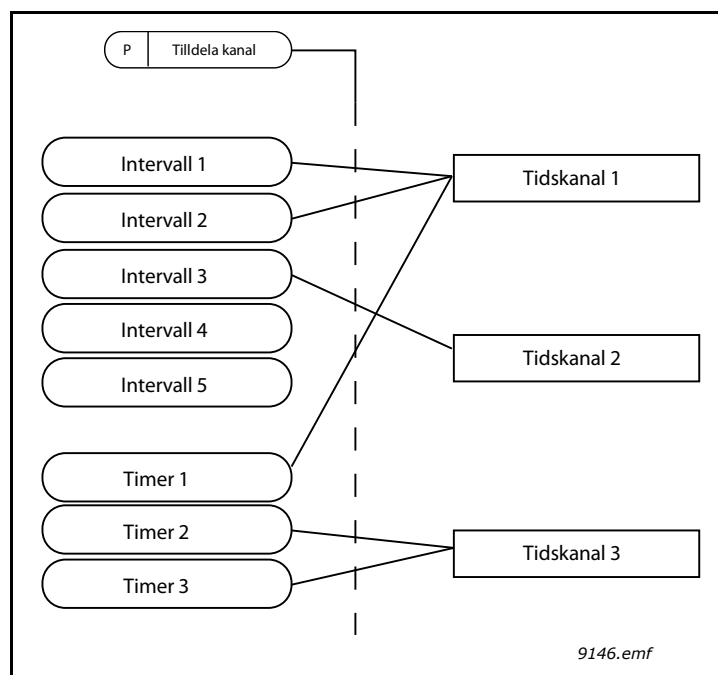 P Tilldela kanal
Intervall 1
Intervall 2
Intervall 3
Intervall 4
Intervall 5
Timer 1
Timer 2
Timer 3
Tidskanal 1
Tidskanal 2
Tidskanal 3
9146.emf